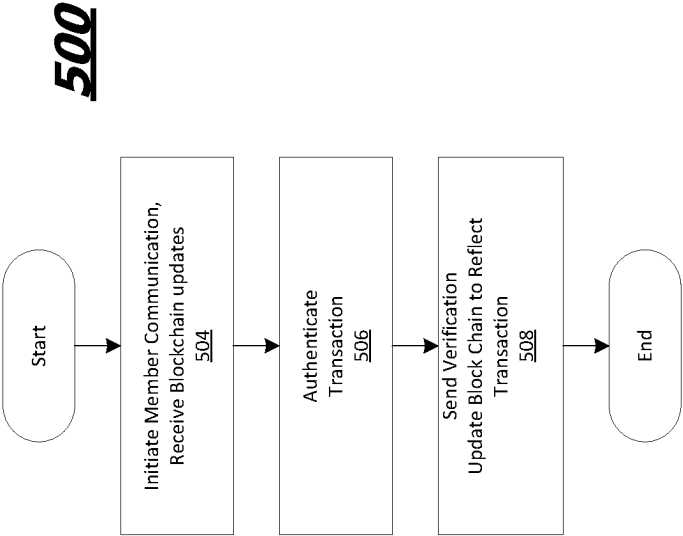 500
Start
Initiate Member Communication,
Receive Blockchain updates
504
Authenticate
Transaction
506
Send Verification
Update Block Chain to Reflect
Transaction
508
End